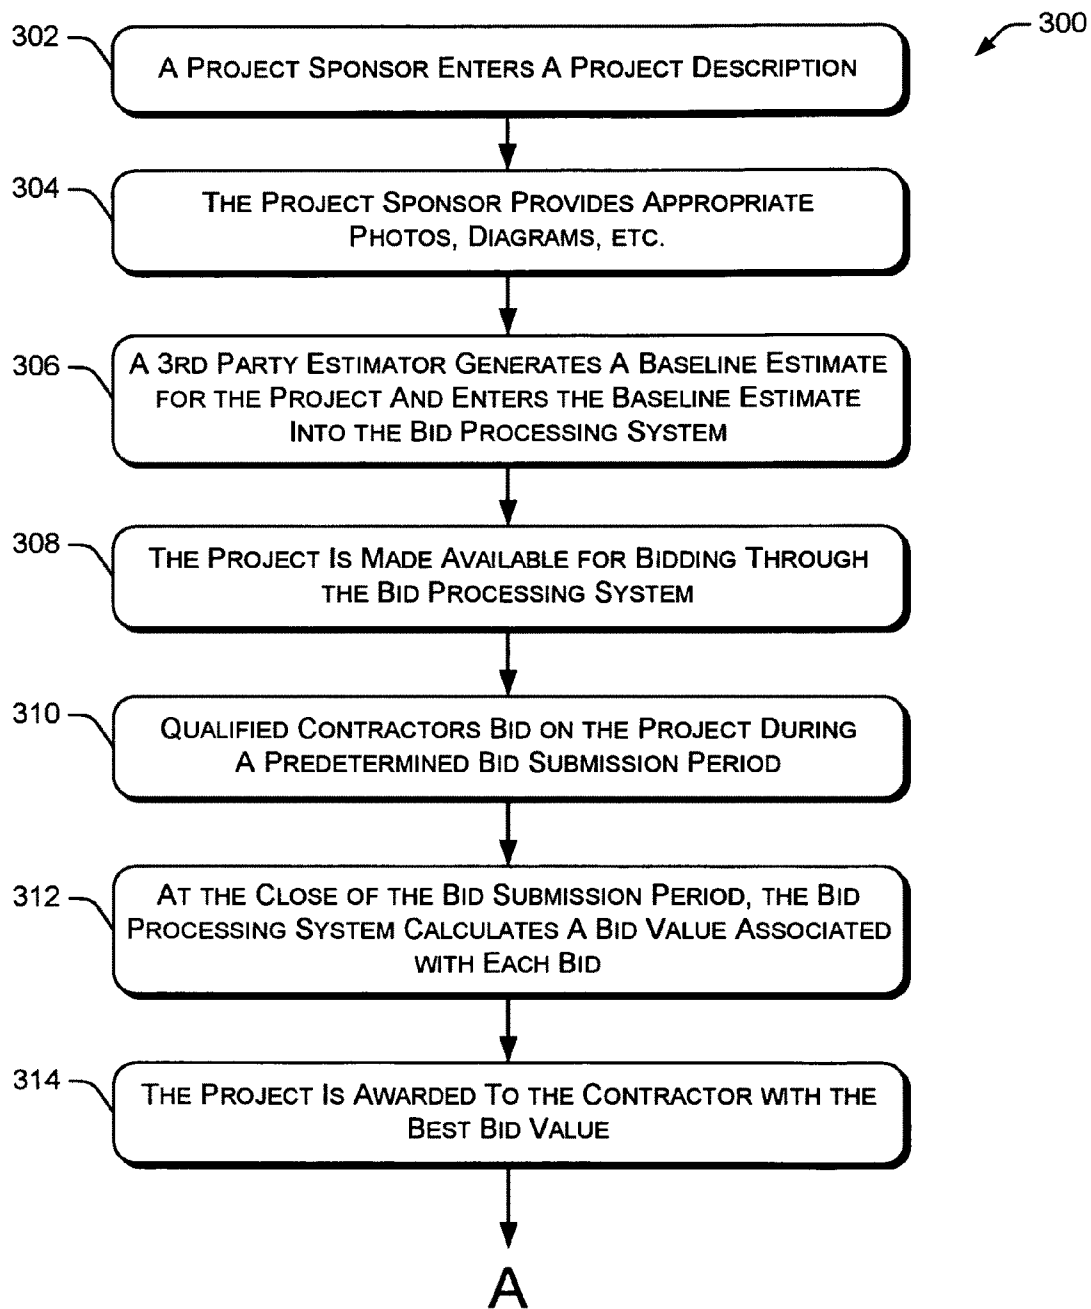 300
302
A PROJECT SPONSOR ENTERS A PROJECT DESCRIPTION
304
THE PROJECT SPONSOR PROVIDES APPROPRIATE
PHOTOS, DIAGRAMS, ETC.
306
A 3RD PARTY ESTIMATOR GENERATES A BASELINE ESTIMATE
FOR THE PROJECT AND ENTERS THE BASELINE ESTIMATE
INTO THE BID PROCESSING SYSTEM
308
THE PROJECT IS MADE AVAILABLE FOR BIDDING THROUGH
THE BID PROCESSING SYSTEM
310
QUALIFIED CONTRACTORS BID ON THE PROJECT DURING
A PREDETERMINED BID SUBMISSION PERIOD
312
AT THE CLOSE OF THE BID SUBMISSION PERIOD, THE BID
PROCESSING SYSTEM CALCULATES A BID VALUE ASSOCIATED
WITH EACH BID
314
THE PROJECT IS AWARDED TO THE CONTRACTOR WITH THE
BEST BID VALUE
A